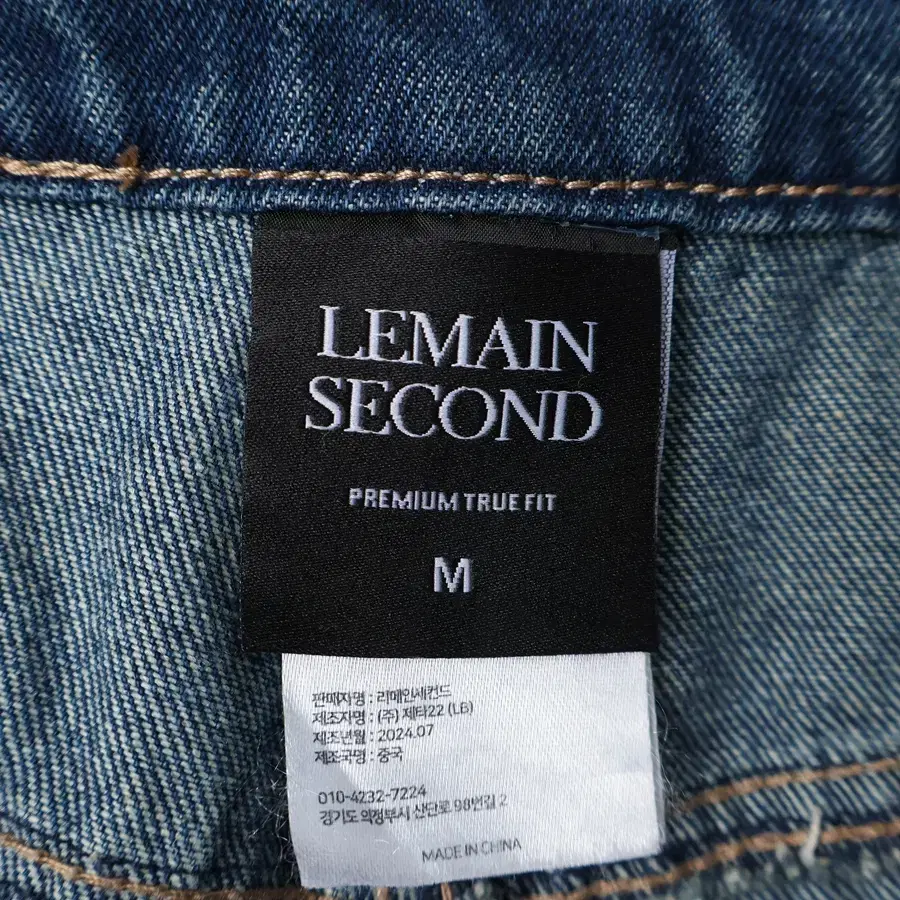 LEMAIN
SECOND
PREMIUM TRUE FIT
M
판매자명 : 리메인세컨드
제조자명 : (주) 제타22 (LB)
제조년월 : 2024.07
제조국명 : 중국
010-4232-7224
경기도 의정부시 산단로 98번길 2
MADE IN CHINA